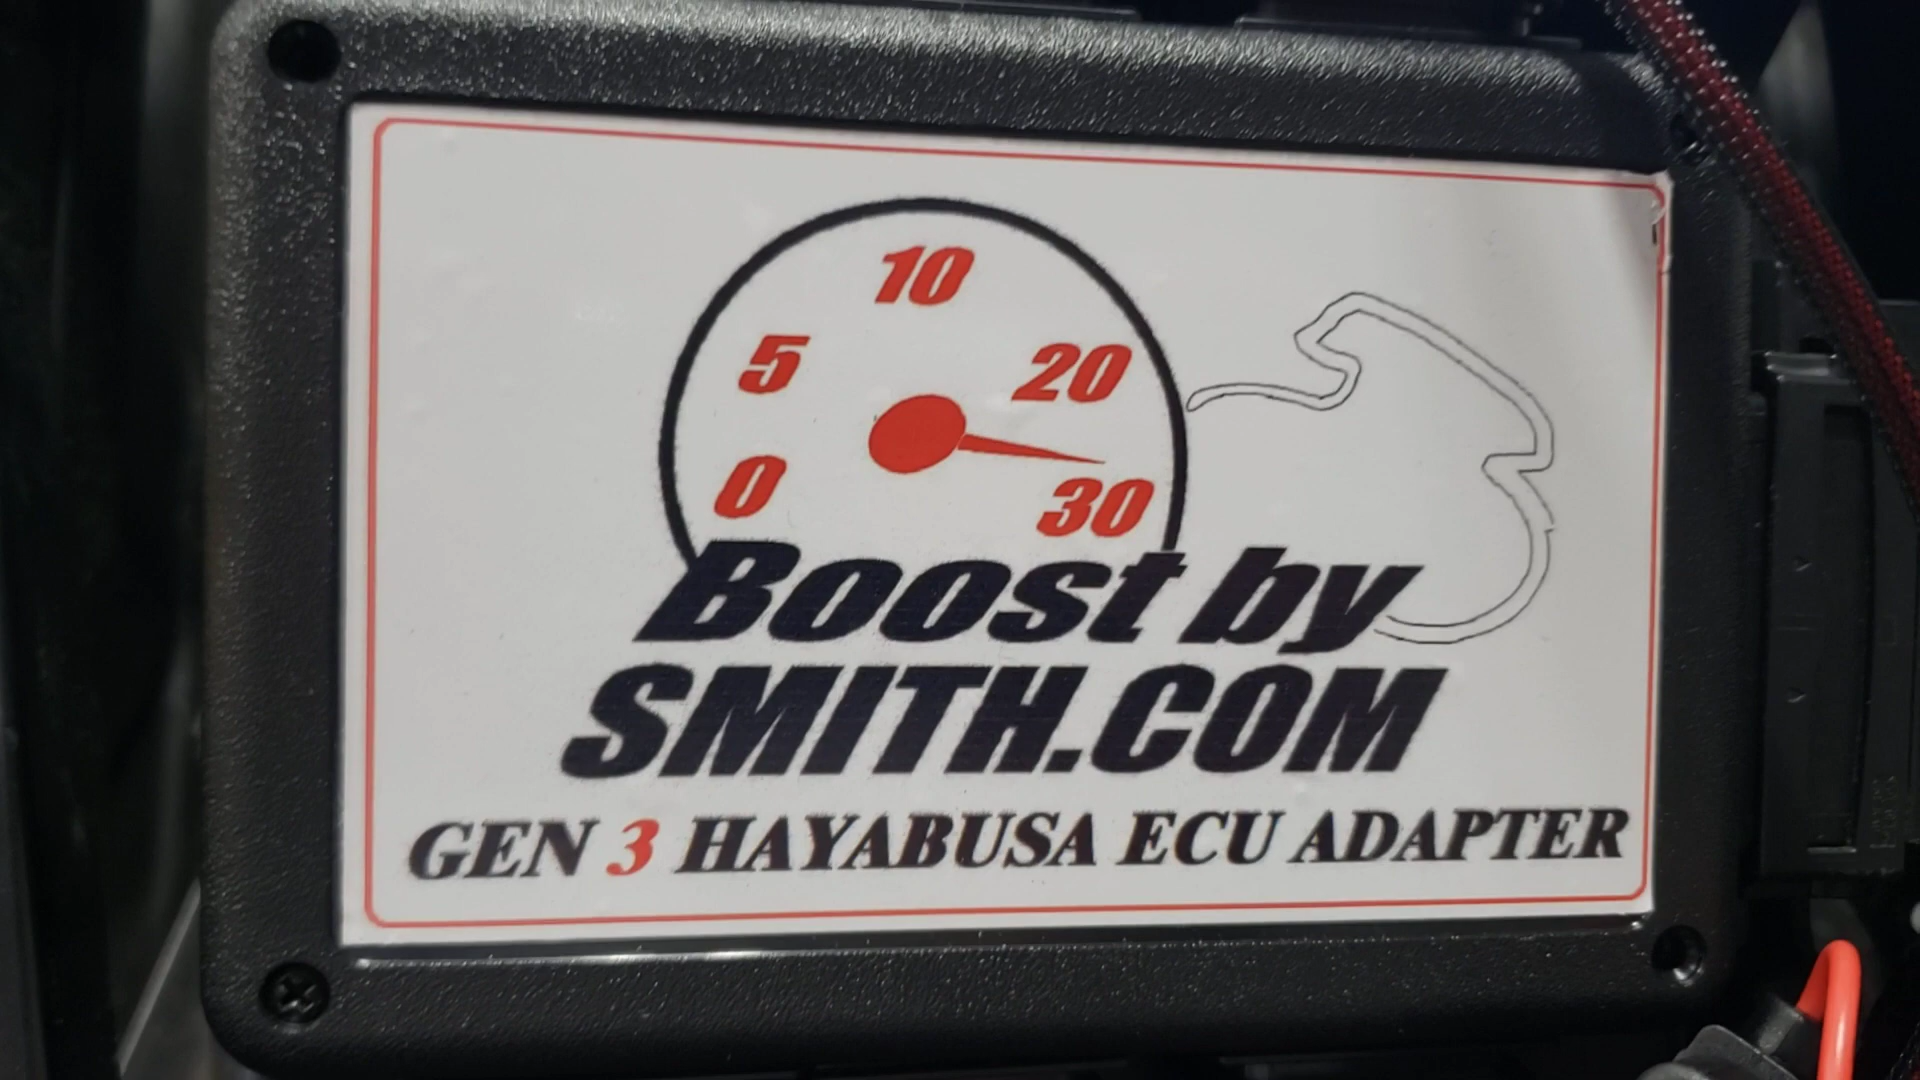 10
5 20
0 30
Boost by
SMITH.COM
GEN 3 HAYABUSA ECU ADAPTER